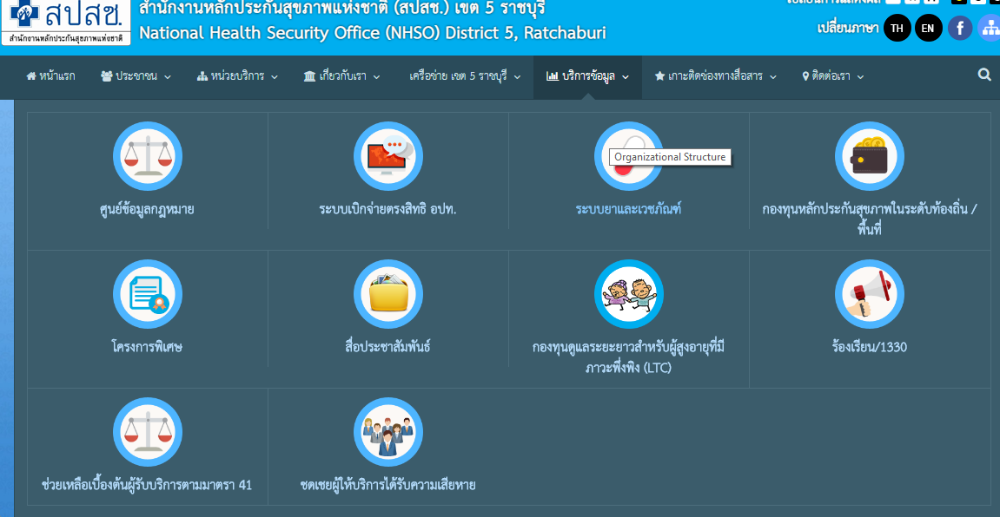 สปสช.
สำนักงานหลักประกันสุขภาพแห่งชาติ
สำนักงานหลักประกันสุขภาพแห่งชาติ (สปสช.) เขต 5 ราชบุรี
National Health Security Office (NHSO) District 5, Ratchaburi
เปลี่ยนภาษา TH EN f
หน้าแรก ประชาชน หน่วยบริการ เกี่ยวกับเรา เครือข่าย เขต 5 ราชบุรี บริการข้อมูล เกาะติดช่องทางสื่อสาร ติดต่อเรา
Organizational Structure
ศูนย์ข้อมูลกฎหมาย ระบบเบิกจ่ายตรงสิทธิ อปท. ระบบยาและเวชภัณฑ์ กองทุนหลักประกันสุขภาพในระดับท้องถิ่น /
พื้นที่
โครงการพิเศษ สื่อประชาสัมพันธ์ กองทุนดูแลระยะยาวสำหรับผู้สูงอายุที่มี ร้องเรียน/1330
ภาวะพึ่งพิง (LTC)
ช่วยเหลือเบื้องต้นผู้รับบริการตามมาตรา 41 ชดเชยผู้ให้บริการได้รับความเสียหาย